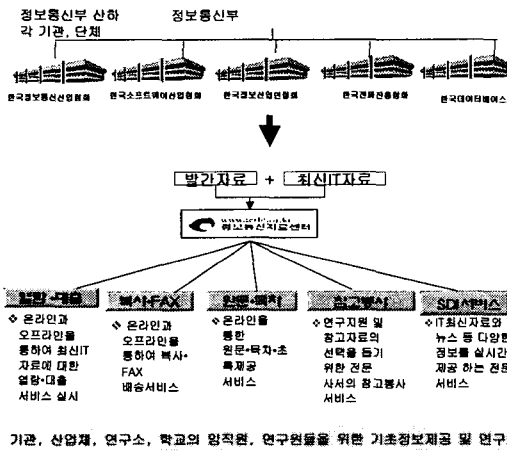 정보통신부 산하
각 기관, 단체
정보통신부
한국정보통신산업협회
한국소프트웨어산업협회
한국정보산업연합회
한국전파진흥협회
한국데이터베이스
발간자료 + 최신IT자료
정보통신자료센터
열람•대출
복사•FAX
원문•목차
참고봉사
SDI서비스
❖ 온라인과
오프라인을
통하여 최신IT
자료에 대한
열람•대출
서비스 실시
❖ 온라인과
오프라인을
통하여 복사•
FAX
배송서비스
❖ 온라인을
통한
원문•목차•초
록제공
서비스
❖ 연구지원 및
참고자료의
선택을 돕기
위한 전문
사서의 참고봉사
서비스
❖ IT최신자료와
뉴스 등 다양한
정보를 실시간
제공 하는 전문
서비스
기관, 산업체, 연구소, 학교의 임직원, 연구원들을 위한 기초정보제공 및 연구